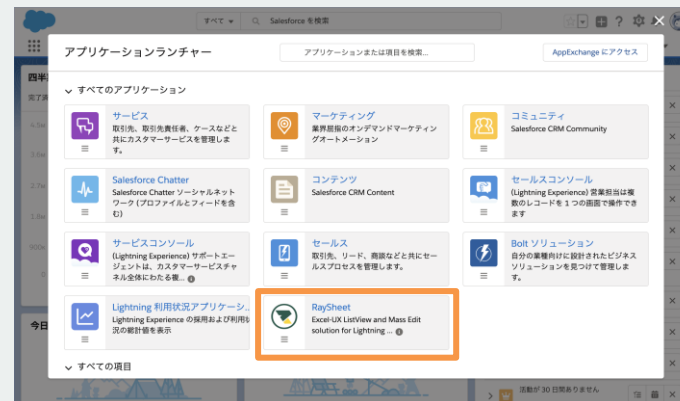 すべて
Salesforce を検索
アプリケーションランチャー
アプリケーションまたは項目を検索...
AppExchange にアクセス
すべてのアプリケーション
サービス
取引先、取引先責任者、ケースなどと
共にカスタマーサービスを管理しま
す。
マーケティング
業界屈指のオンデマンドマーケティン
グオートメーション
コミュニティ
Salesforce CRM Community
Salesforce Chatter
Salesforce Chatter ソーシャルネット
ワーク (プロファイルとフィードを含
む)
コンテンツ
Salesforce CRM Content
セールスコンソール
(Lightning Experience) 営業担当は複
数のレコードを 1 つの画面で操作でき
ます
サービスコンソール
(Lightning Experience) サポートエー
ジェントは、カスタマーサービスチャ
ネル全体にわたる複...
セールス
取引先、リード、商談などと共にセー
ルスプロセスを管理します。
Bolt ソリューション
自分の業種向けに設計されたビジネス
ソリューションを見つけて管理しま
す。
Lightning 利用状況アプリケーシ...
Lightning Experience の採用および利用状
況の総計値を表示
RaySheet
Excel-UX ListView and Mass Edit
solution for Lightning ...
すべての項目
四半
完了済
4.5M
3.6M
2.7M
1.8M
900K
0
今日
活動が 30 日間ありません